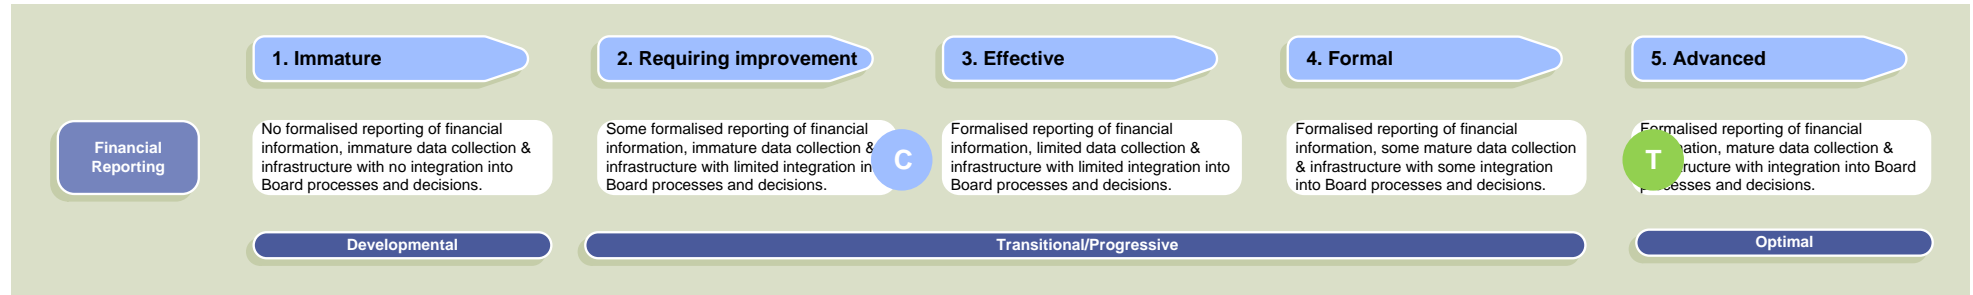 1. Immature
2. Requiring improvement
3. Effective
4. Formal
5. Advanced
Financial
Reporting
No formalised reporting of financial
information, immature data collection &
infrastructure with no integration into
Board processes and decisions.
Some formalised reporting of financial
information, immature data collection &
infrastructure with limited integration in
Board processes and decisions.
C
Formalised reporting of financial
information, limited data collection &
infrastructure with limited integration into
Board processes and decisions.
Formalised reporting of financial
information, some mature data collection
& infrastructure with some integration
into Board processes and decisions.
T
Formalised reporting of financial
mation, mature data collection &
structure with integration into Board
processes and decisions.
Developmental
Transitional/Progressive
Optimal